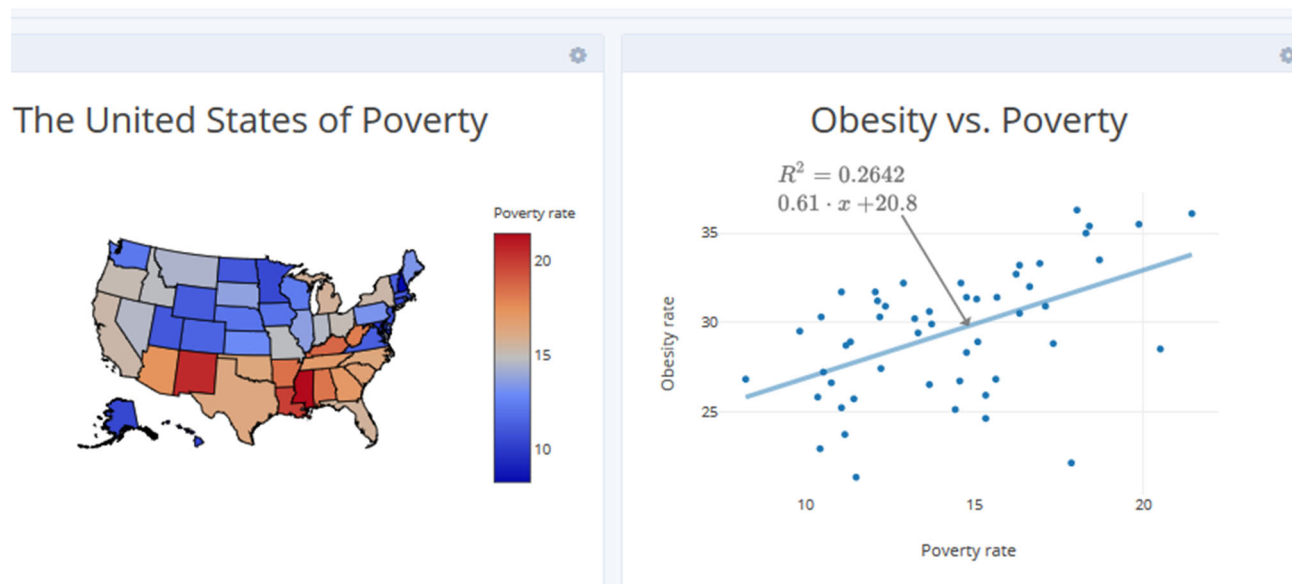 The United States of Poverty
Poverty rate
20
15
10
Obesity vs. Poverty
R² = 0.2642
0.61 · x +20.8
35
30
25
Obesity rate
10 15 20
Poverty rate